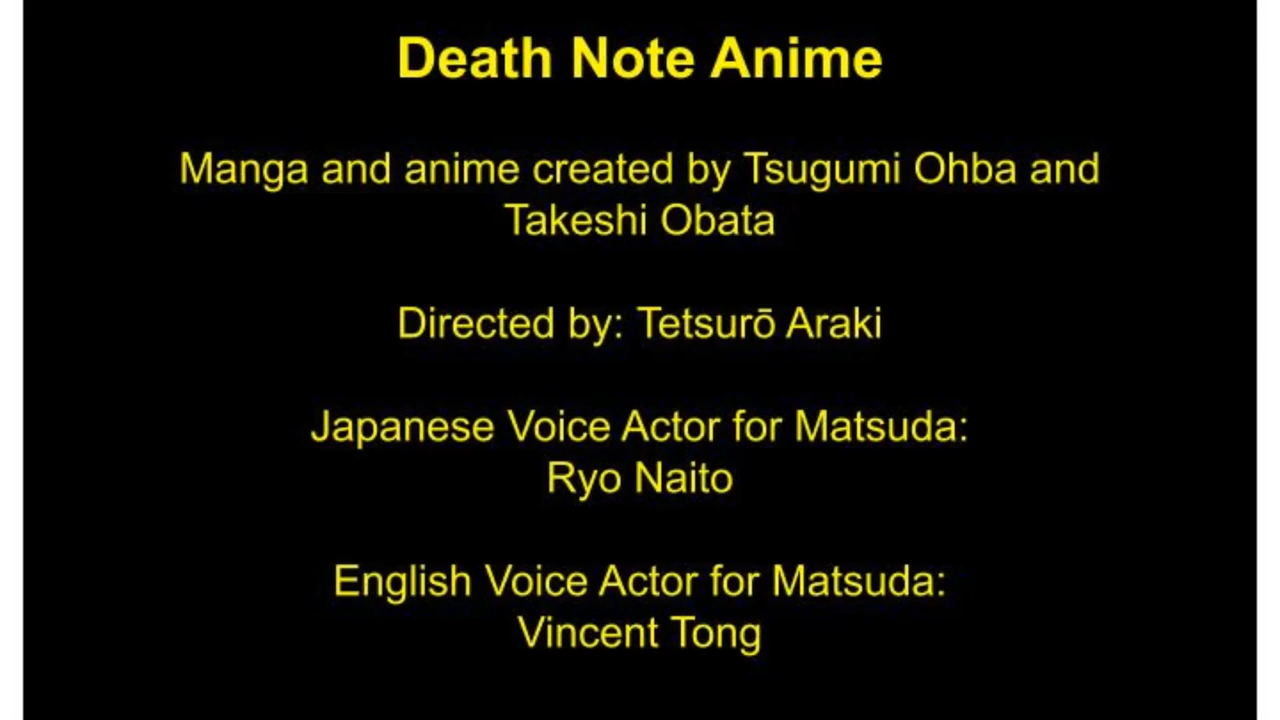 Death Note Anime
Manga and anime created by Tsugumi Ohba and
Takeshi Obata
Directed by: Tetsurō Araki
Japanese Voice Actor for Matsuda:
Ryo Naito
English Voice Actor for Matsuda:
Vincent Tong